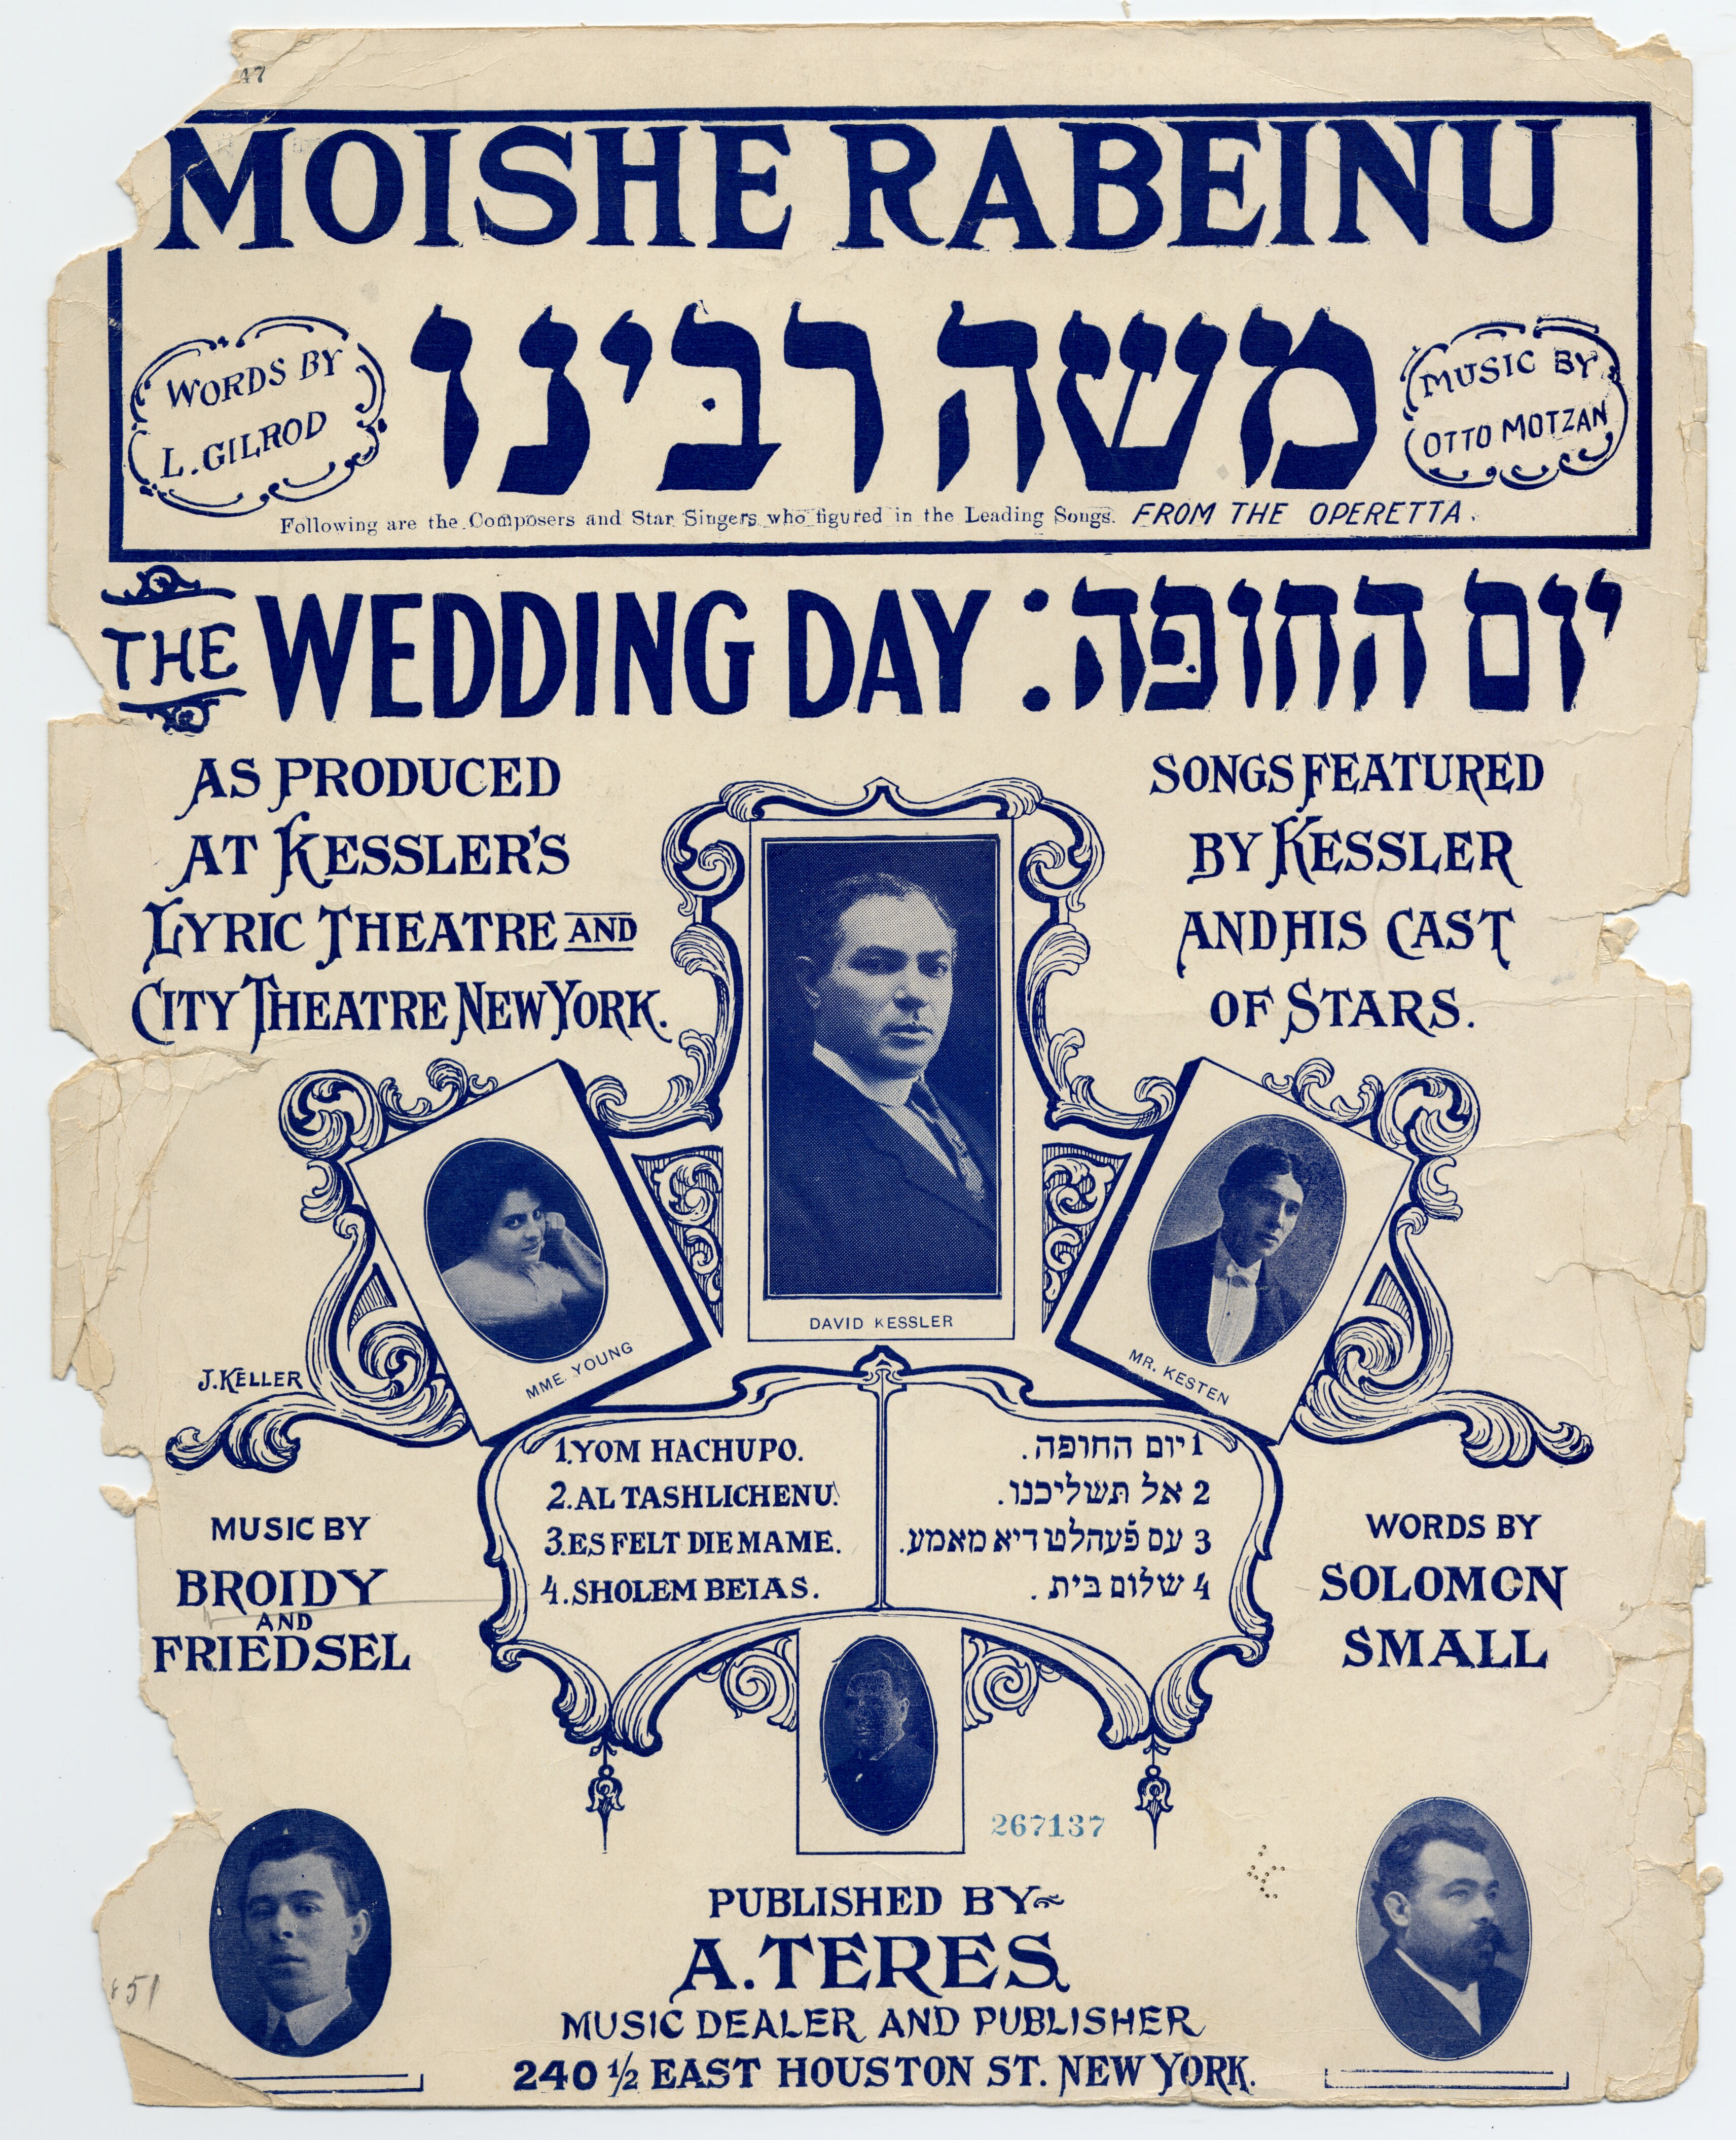 47
MOISHE RABEINU
WORDS BY
L. GILROD
משה רבּינו
MUSIC BY
OTTO MOTZAN
Following are the Composers and Star Singers who figured in the Leading Songs. FROM THE OPERETTA.
THE WEDDING DAY : יום החופּה
AS PRODUCED
AT KESSLER'S
LYRIC THEATRE AND
CITY THEATRE NEW YORK.
SONGS FEATURED
BY KESSLER
AND HIS CAST
OF STARS.
DAVID KESSLER
MME. YOUNG
MR. KESTEN
J. KELLER
1. YOM HACHUPO.
2. AL TASHLICHENU.
3. ES FELT DIE MAME.
4. SHOLEM BEIAS.
1 יום החופה.
2 אל תשליכנו.
3 עס פֿעהלט דיא מאמע.
4 שלום בית.
MUSIC BY
BROIDY
AND
FRIEDSEL
WORDS BY
SOLOMON
SMALL
267137
PUBLISHED BY
A. TERES
MUSIC DEALER AND PUBLISHER
240 ½ EAST HOUSTON ST. NEW YORK.
51